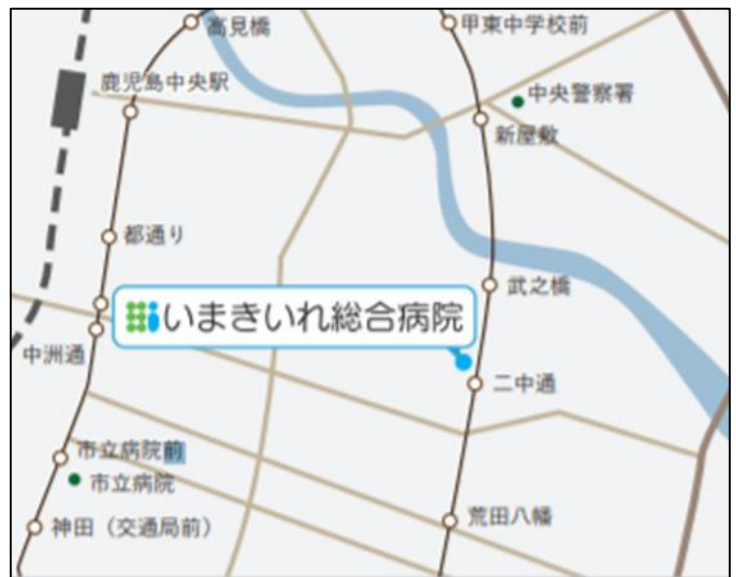 高見橋
甲東中学校前
鹿児島中央駅
中央警察署
新屋敷
都通り
武之橋
いまきいれ総合病院
中洲通
二中通
市立病院前
市立病院
荒田八幡
神田（交通局前）